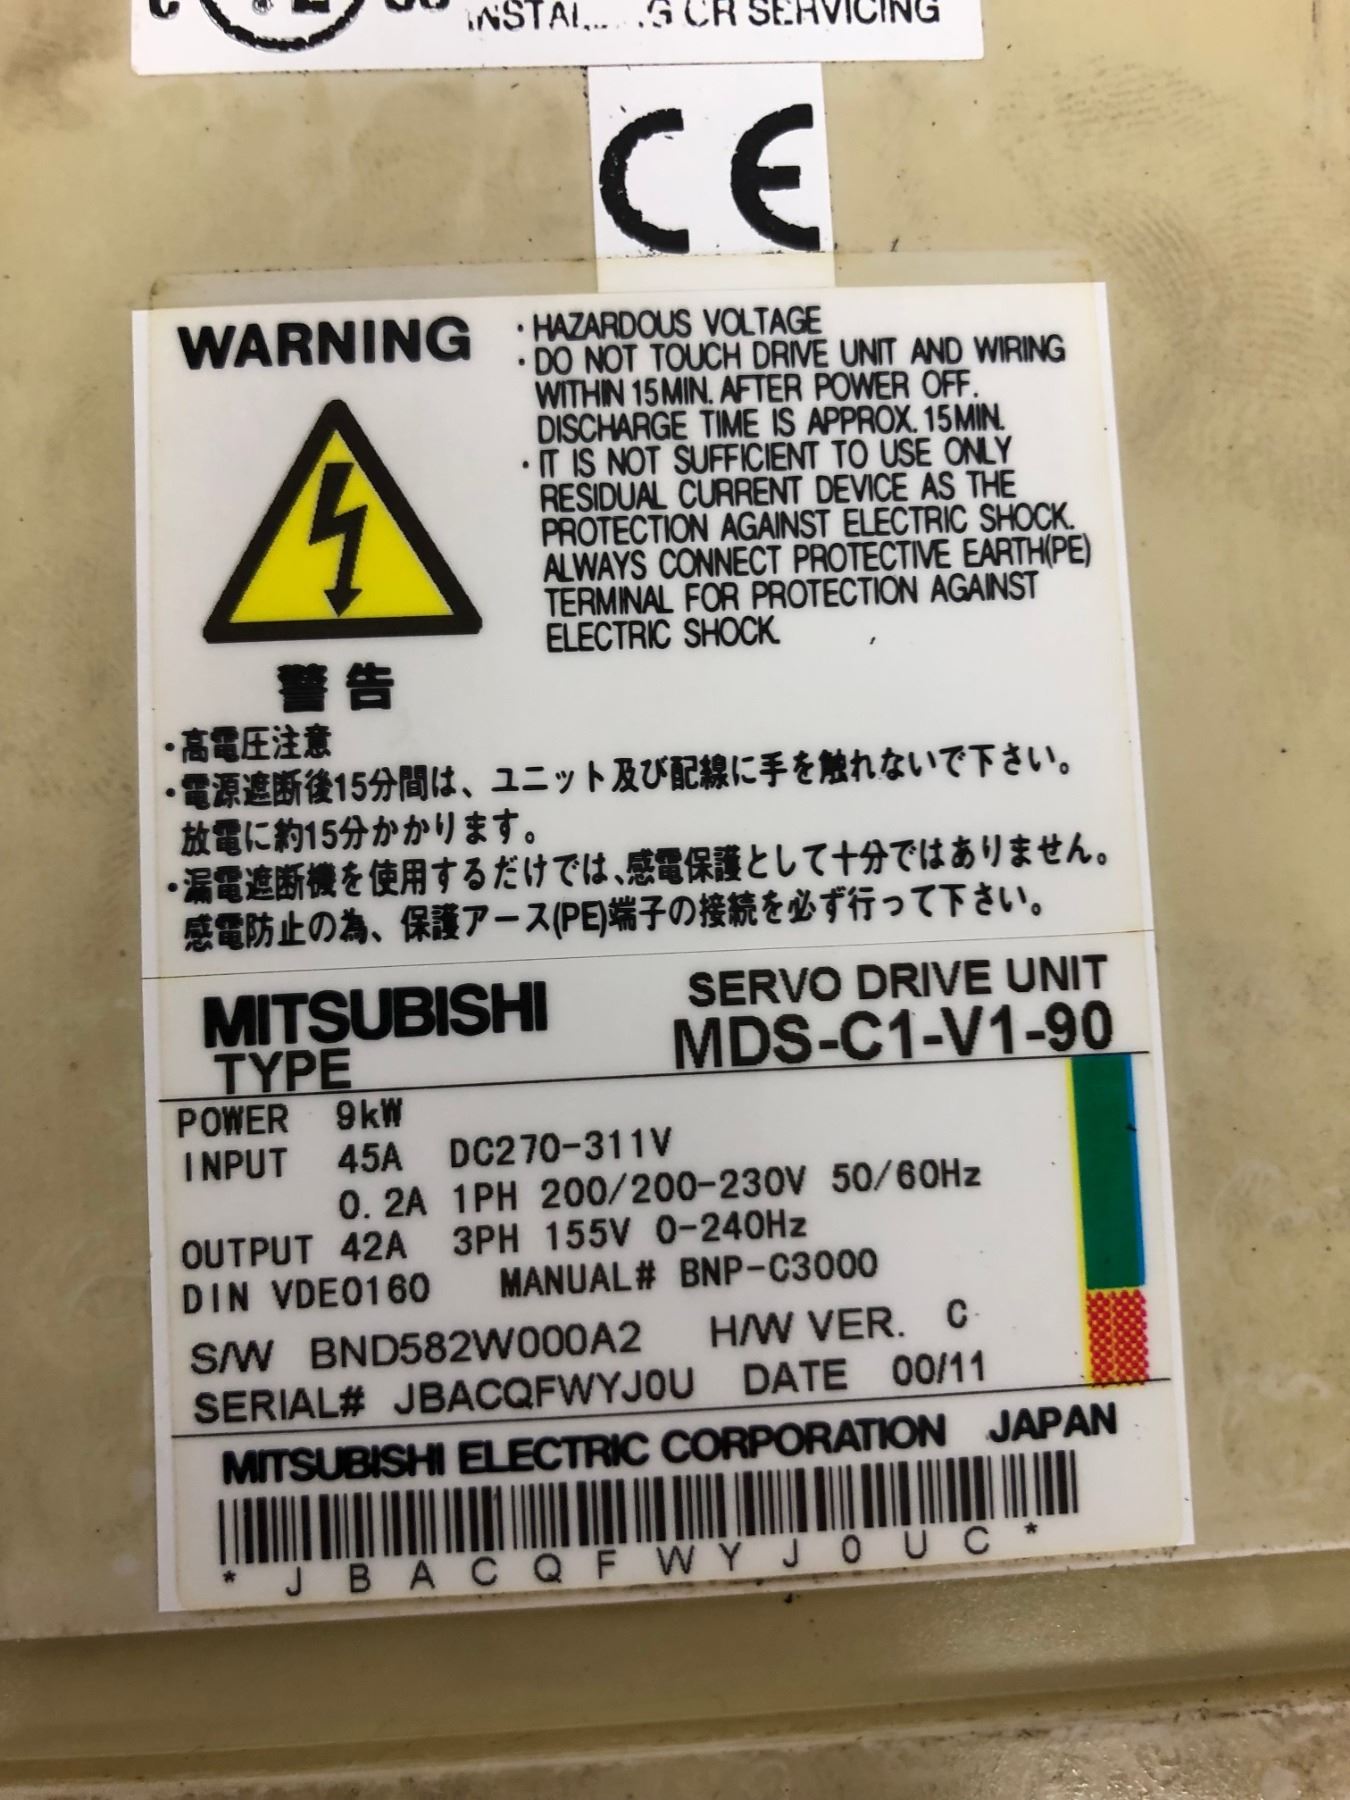 INSTAL G OR SERVICING
CE
WARNING
・HAZARDOUS VOLTAGE
・DO NOT TOUCH DRIVE UNIT AND WIRING
WITHIN 15MIN. AFTER POWER OFF.
DISCHARGE TIME IS APPROX. 15MIN.
・IT IS NOT SUFFICIENT TO USE ONLY
RESIDUAL CURRENT DEVICE AS THE
PROTECTION AGAINST ELECTRIC SHOCK.
ALWAYS CONNECT PROTECTIVE EARTH(PE)
TERMINAL FOR PROTECTION AGAINST
ELECTRIC SHOCK.
警告
・高電圧注意
・電源遮断後15分間は、ユニット及び配線に手を触れないで下さい。
放電に約15分かかります。
・漏電遮断機を使用するだけでは、感電保護として十分ではありません。
感電防止の為、保護アース(PE)端子の接続を必ず行って下さい。
MITSUBISHI SERVO DRIVE UNIT
TYPE MDS-C1-V1-90
POWER 9kW
INPUT 45A DC270-311V
0.2A 1PH 200/200-230V 50/60Hz
OUTPUT 42A 3PH 155V 0-240Hz
DIN VDE0160 MANUAL# BNP-C3000
S/W BND582W000A2 H/W VER. C
SERIAL# JBACQFWYJ0U DATE 00/11
MITSUBISHI ELECTRIC CORPORATION JAPAN
*JBACQFWYJ0UC*